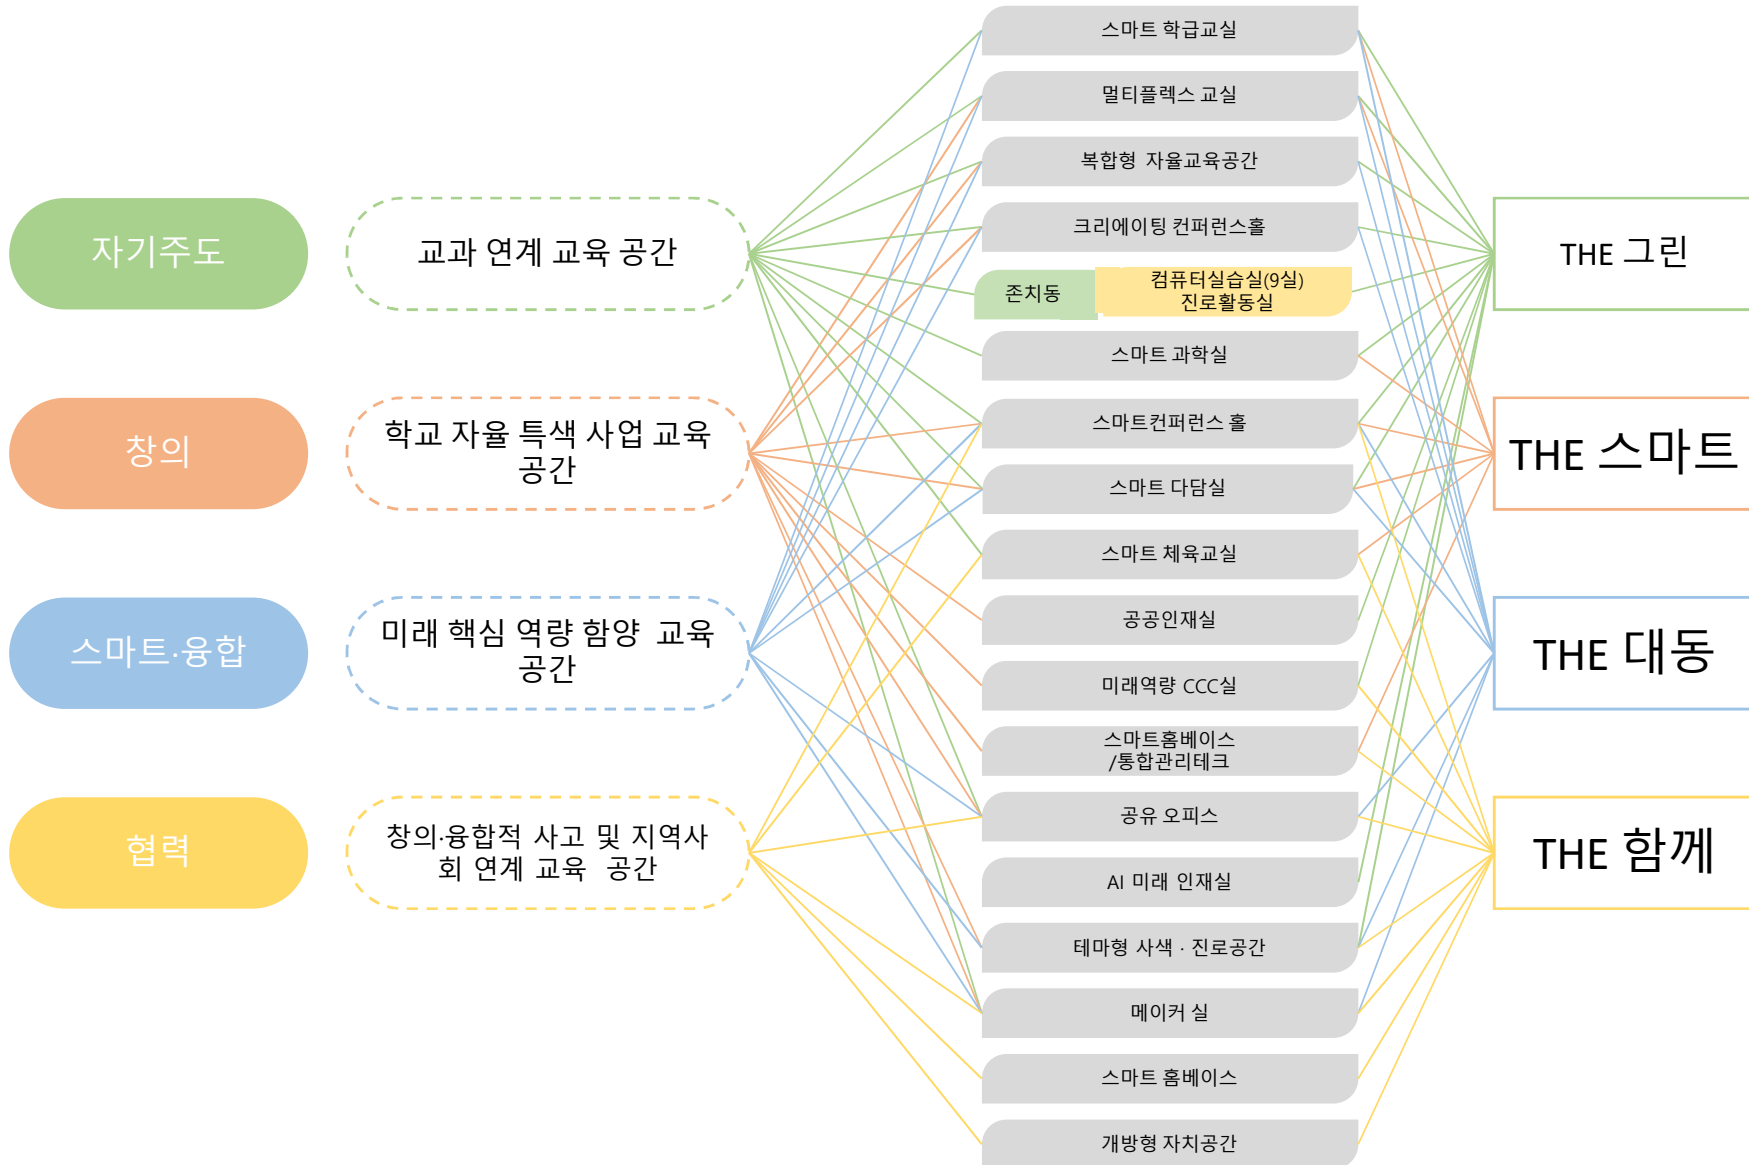 자기주도
창의
스마트·융합
협력
교과 연계 교육 공간
학교 자율 특색 사업 교육
공간
미래 핵심 역량 함양 교육
공간
창의·융합적 사고 및 지역사
회 연계 교육 공간
스마트 학급교실
멀티플렉스 교실
복합형 자율교육공간
크리에이팅 컨퍼런스홀
존치동
컴퓨터실습실(9실)
진로활동실
스마트 과학실
스마트컨퍼런스 홀
스마트 다담실
스마트 체육교실
공공인재실
미래역량 CCC실
스마트홈베이스
/통합관리테크
공유 오피스
AI 미래 인재실
테마형 사색 · 진로공간
메이커 실
스마트 홈베이스
개방형 자치공간
THE 그린
THE 스마트
THE 대동
THE 함께